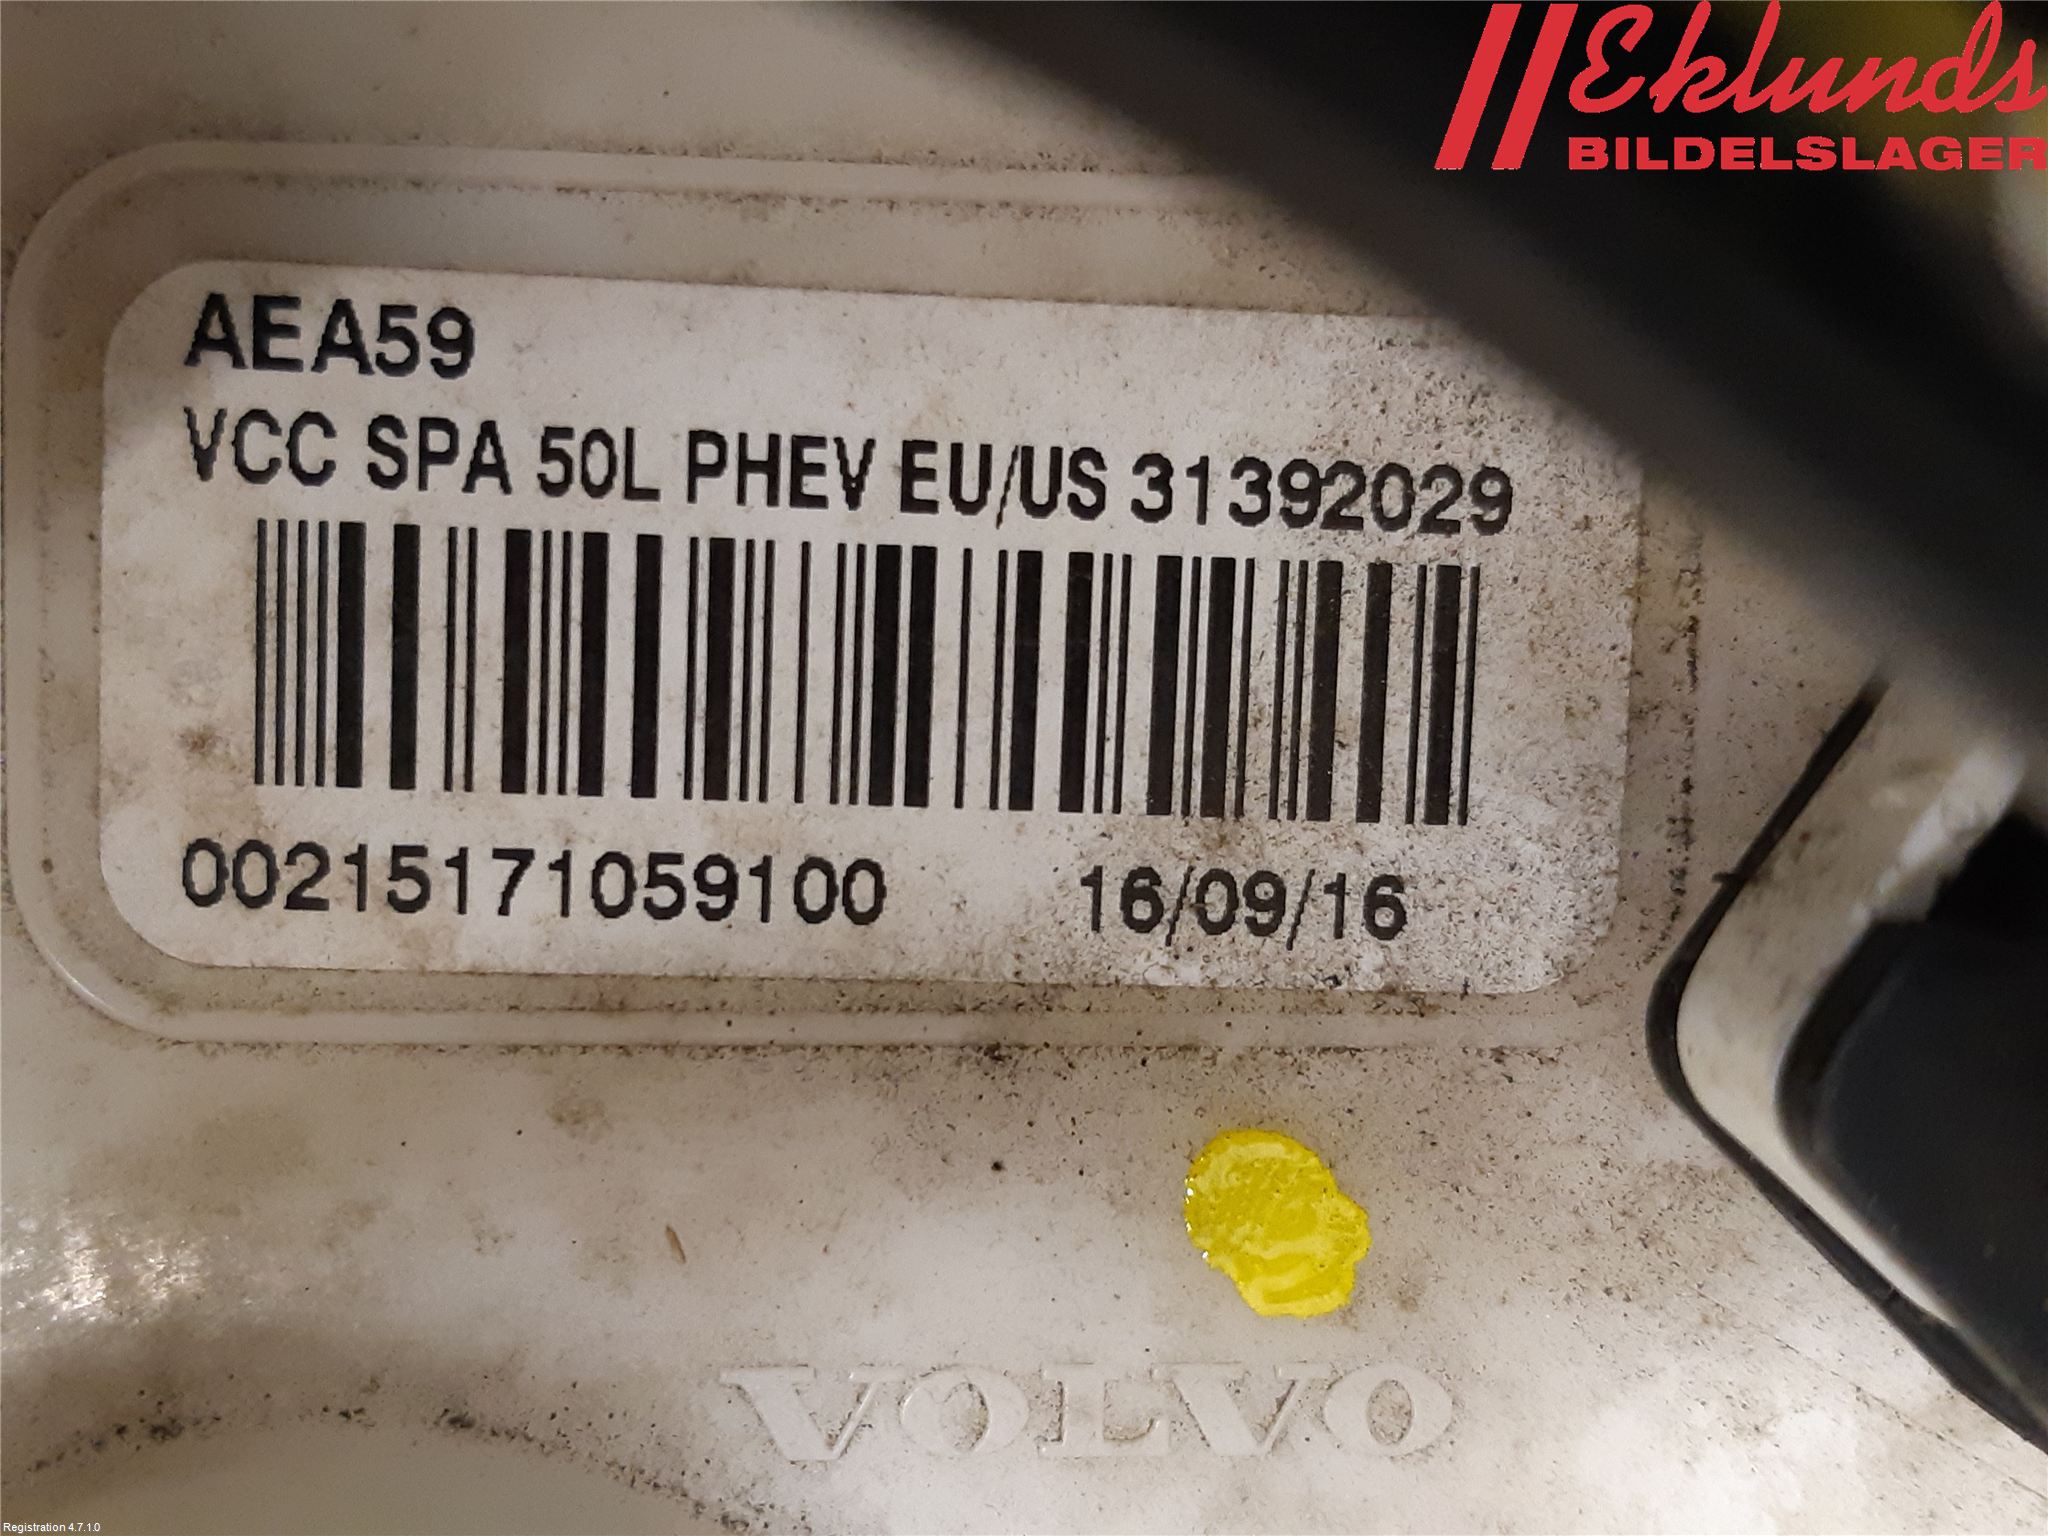 Eklunds
BILDELSLAGER
AEA59
VCC SPA 50L PHEV EU/US 31392029
00215171059100 16/09/16
VOLVO
Registration 4.7.1.0